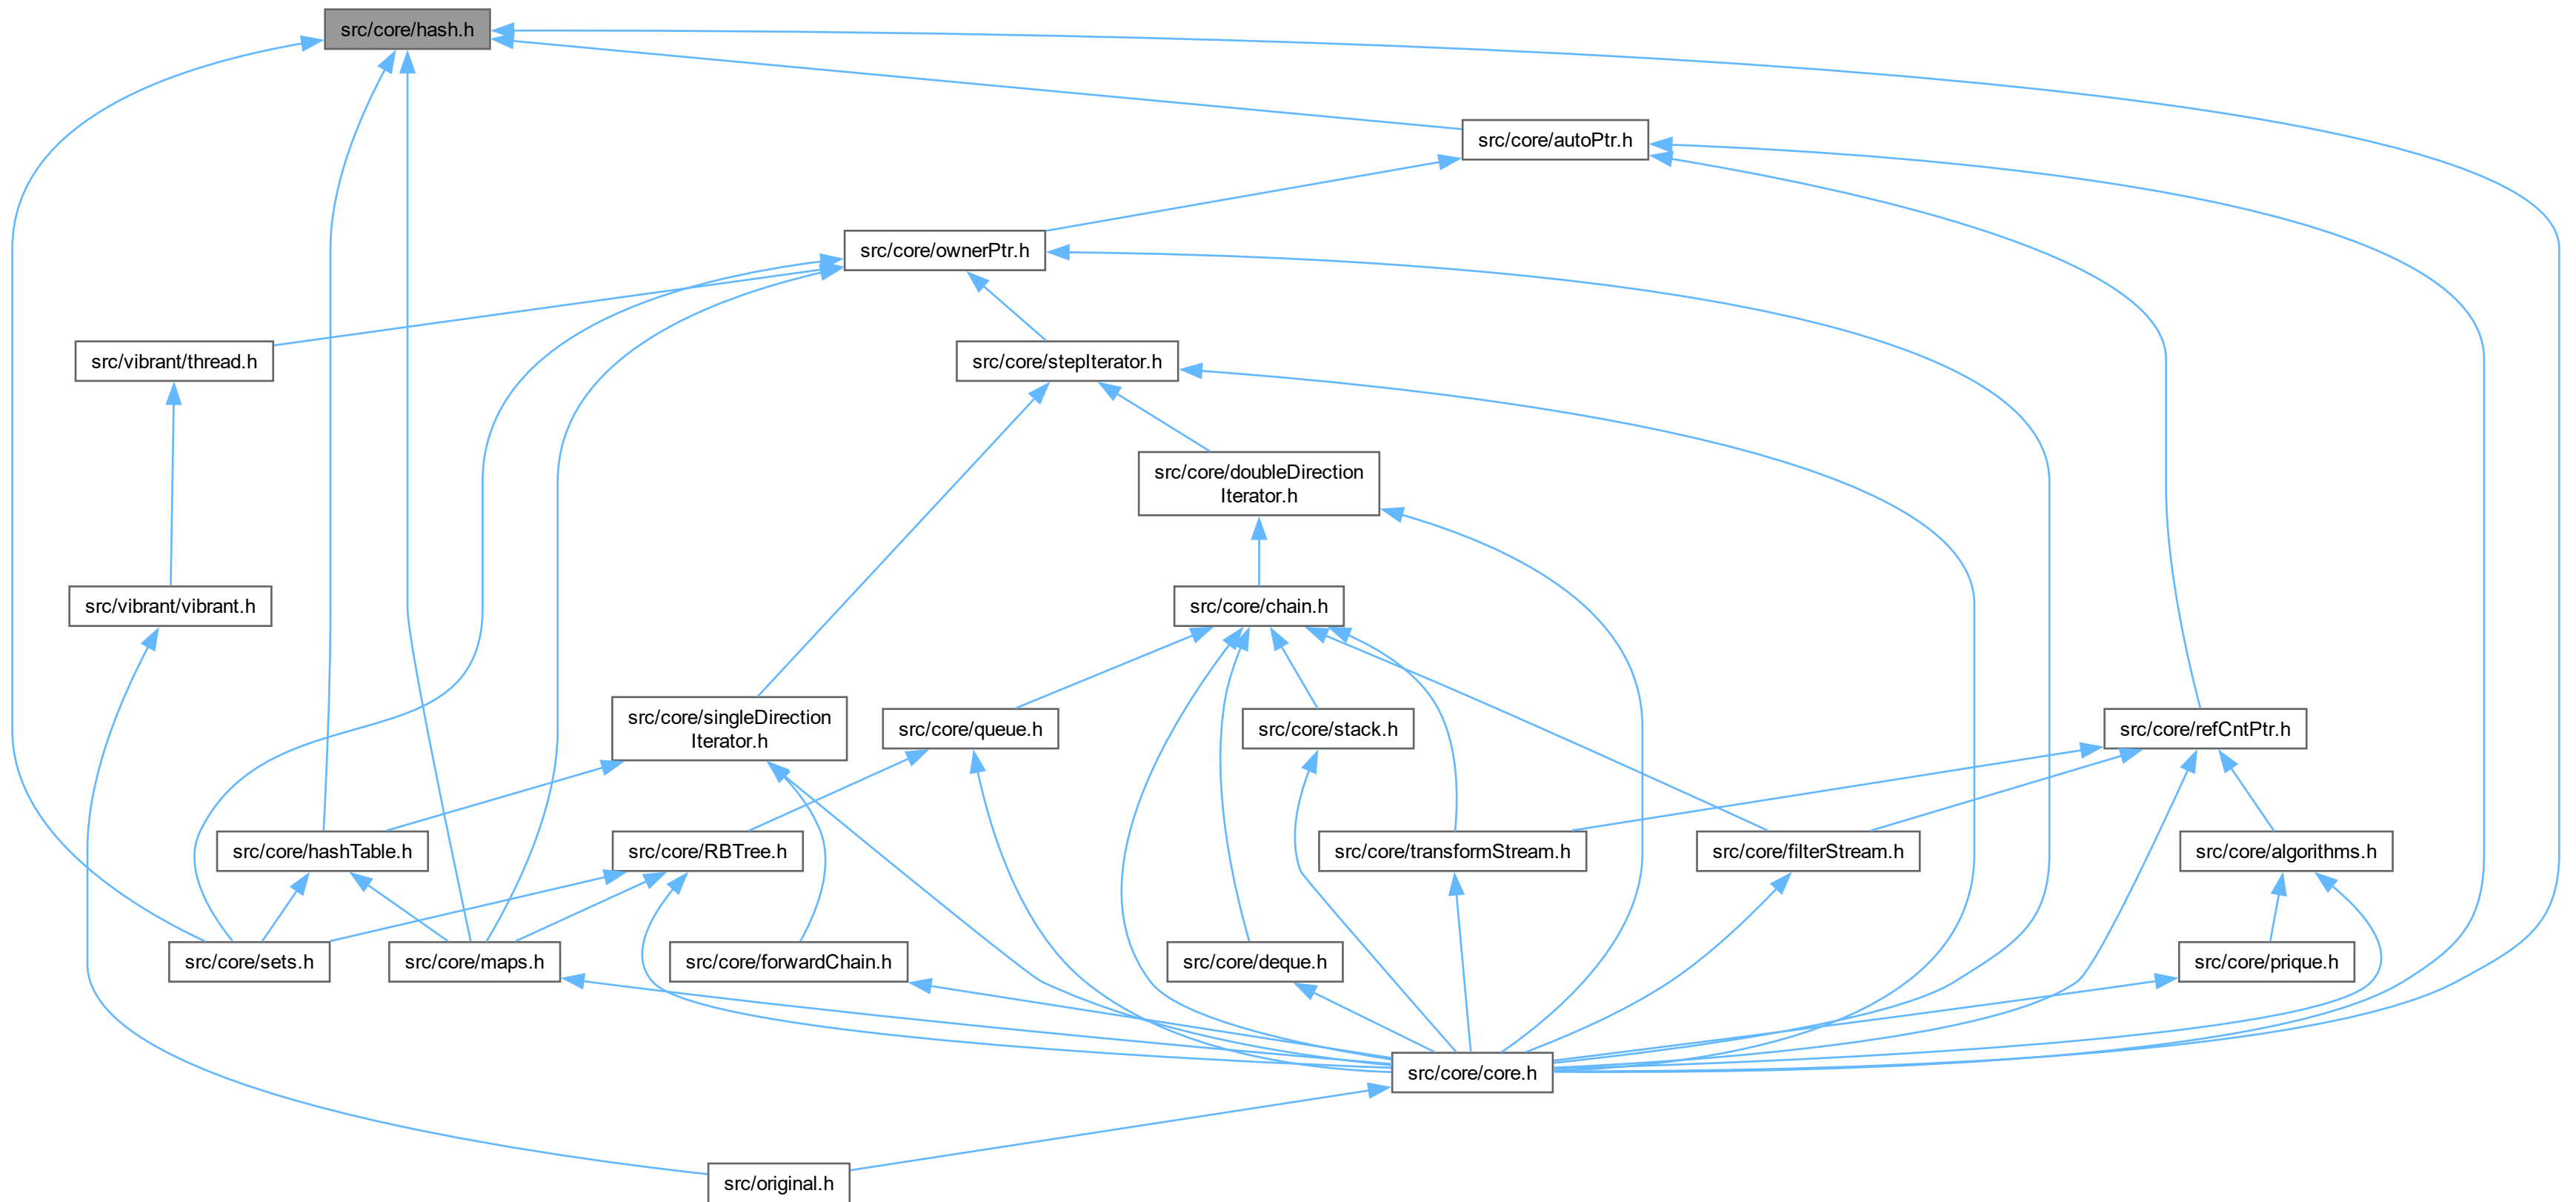 src/core/hash.h
src/core/autoPtr.h
src/core/ownerPtr.h
src/vibrant/thread.h
src/core/stepIterator.h
src/core/doubleDirection
Iterator.h
src/vibrant/vibrant.h
src/core/chain.h
src/core/singleDirection
Iterator.h
src/core/queue.h
src/core/stack.h
src/core/refCntPtr.h
src/core/hashTable.h
src/core/RBTree.h
src/core/transformStream.h
src/core/filterStream.h
src/core/algorithms.h
src/core/sets.h
src/core/maps.h
src/core/forwardChain.h
src/core/deque.h
src/core/prique.h
src/core/core.h
src/original.h